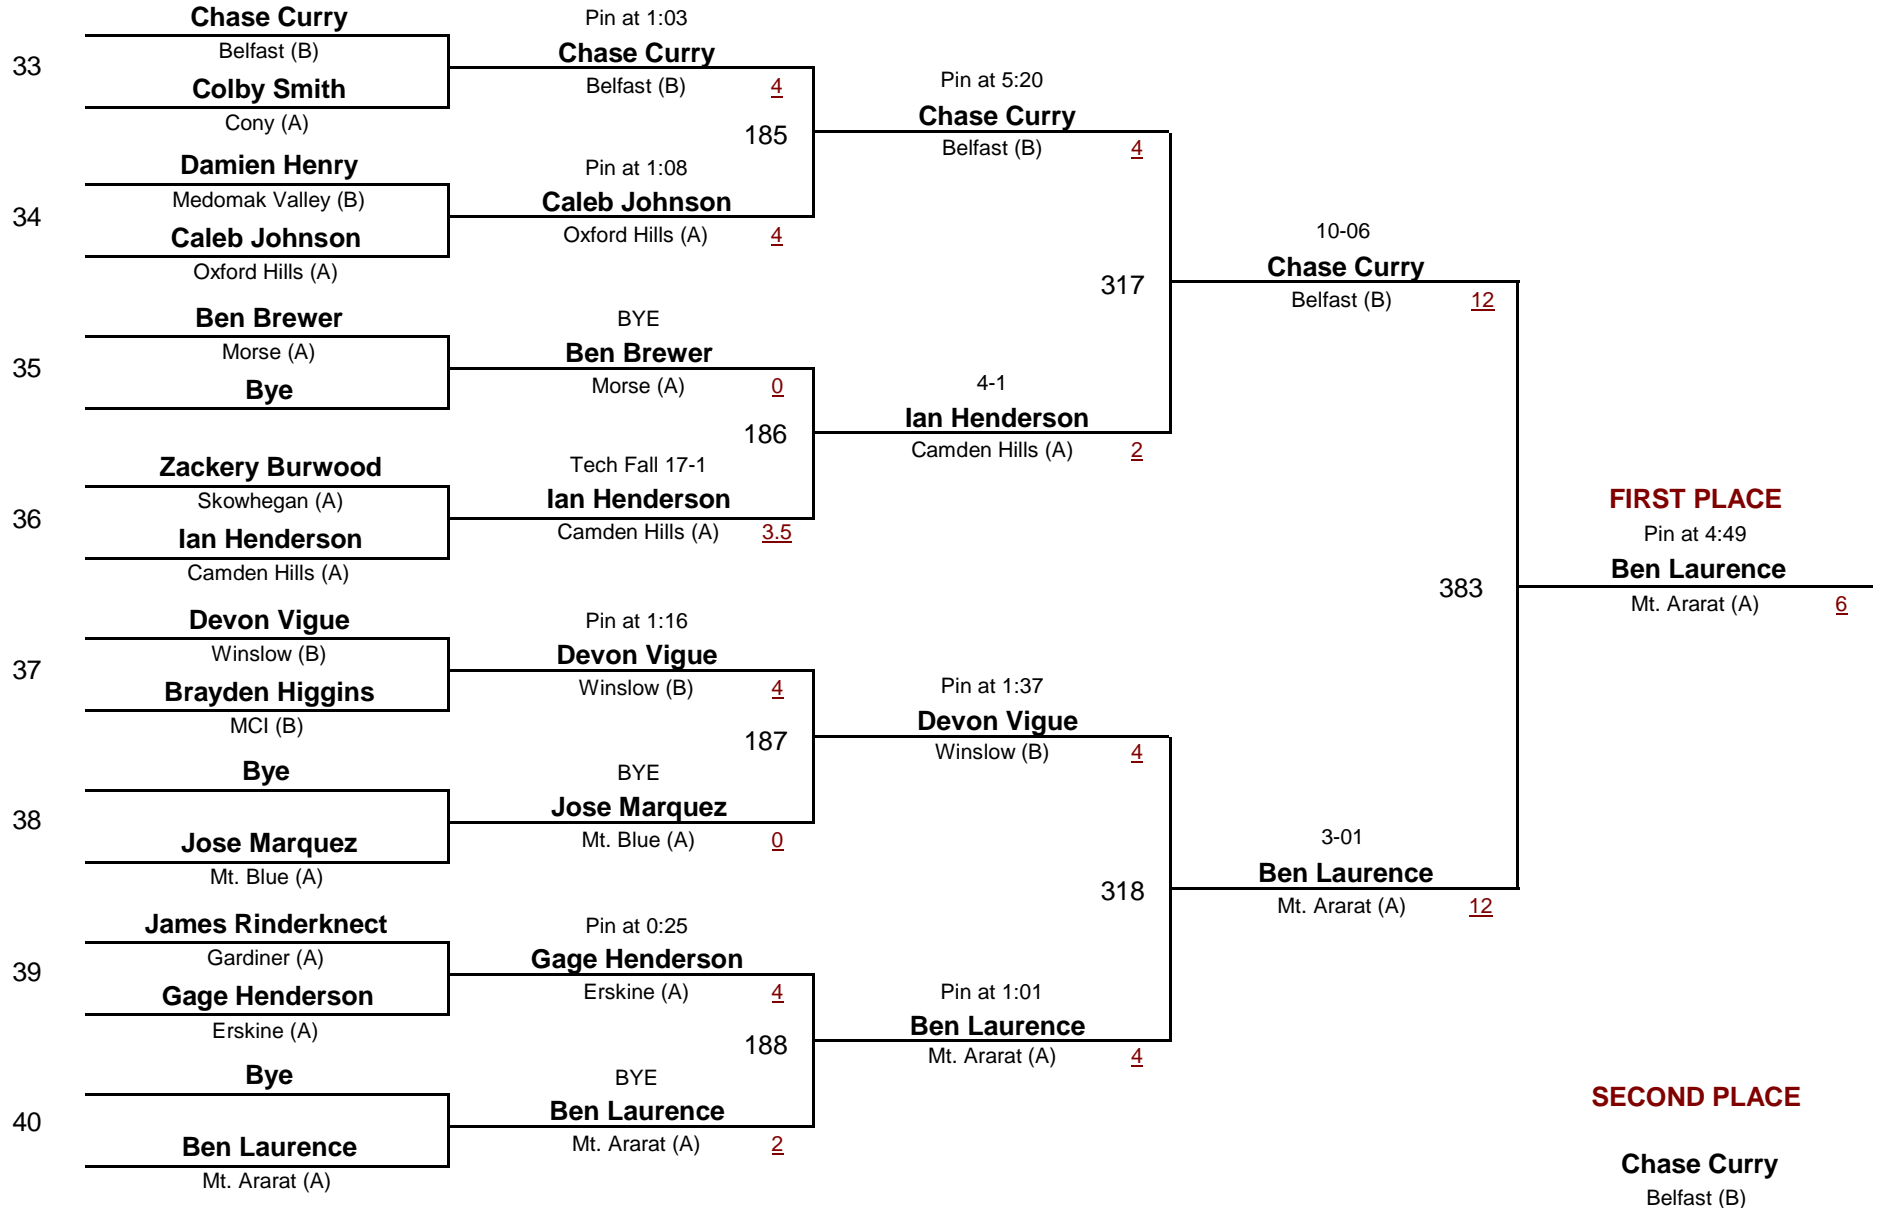 Chase Curry
Belfast (B)
33
Colby Smith
Cony (A)
Damien Henry
Medomak Valley (B)
34
Caleb Johnson
Oxford Hills (A)
Ben Brewer
Morse (A)
35
Bye
Zackery Burwood
Skowhegan (A)
36
Ian Henderson
Camden Hills (A)
Devon Vigue
Winslow (B)
37
Brayden Higgins
MCI (B)
Bye
38
Jose Marquez
Mt. Blue (A)
James Rinderknect
Gardiner (A)
39
Gage Henderson
Erskine (A)
Bye
40
Ben Laurence
Mt. Ararat (A)
Pin at 1:03
Chase Curry
Belfast (B) 4
185
Pin at 1:08
Caleb Johnson
Oxford Hills (A) 4
BYE
Ben Brewer
Morse (A) 0
186
Tech Fall 17-1
Ian Henderson
Camden Hills (A) 3.5
Pin at 1:16
Devon Vigue
Winslow (B) 4
187
BYE
Jose Marquez
Mt. Blue (A) 0
Pin at 0:25
Gage Henderson
Erskine (A) 4
188
BYE
Ben Laurence
Mt. Ararat (A) 2
Pin at 5:20
Chase Curry
Belfast (B) 4
317
4-1
Ian Henderson
Camden Hills (A) 2
Pin at 1:37
Devon Vigue
Winslow (B) 4
318
Pin at 1:01
Ben Laurence
Mt. Ararat (A) 4
10-06
Chase Curry
Belfast (B) 12
383
3-01
Ben Laurence
Mt. Ararat (A) 12
FIRST PLACE
Pin at 4:49
Ben Laurence
Mt. Ararat (A) 6
SECOND PLACE
Chase Curry
Belfast (B)